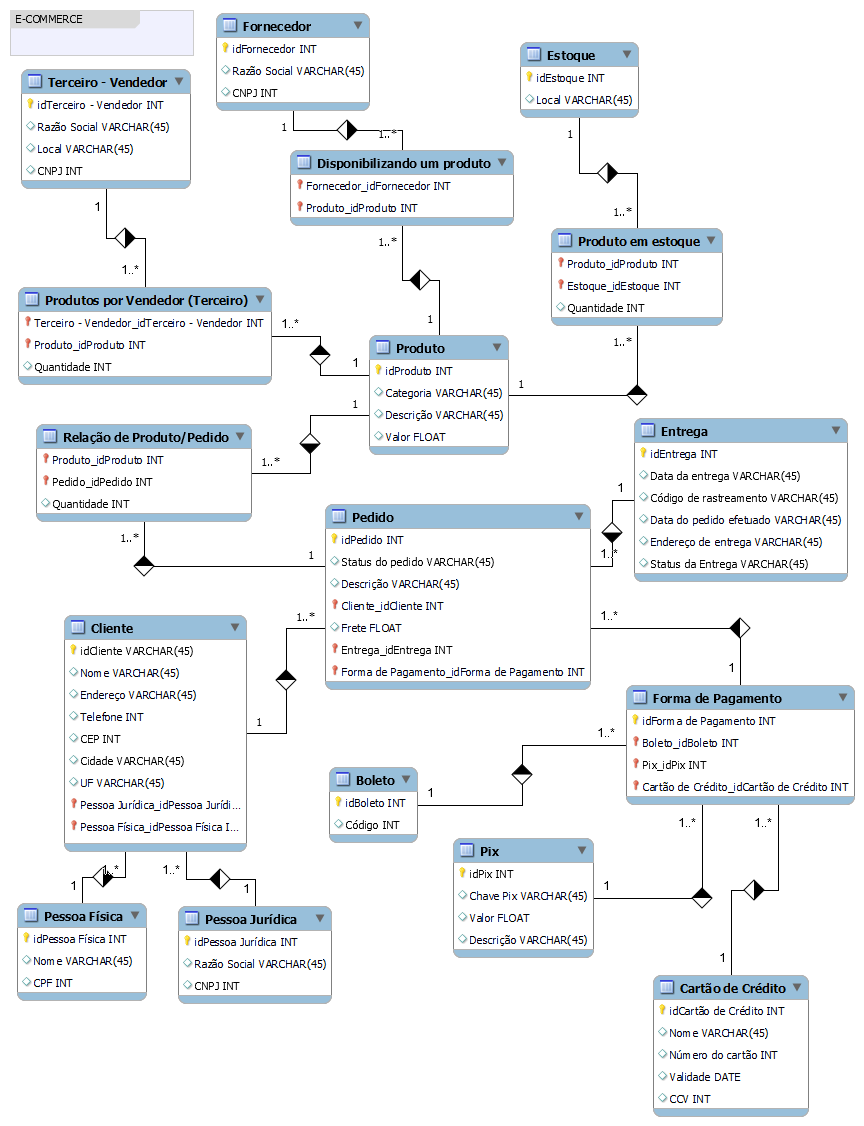 E-COMMERCE
Fornecedor
idFornecedor INT
Razão Social VARCHAR(45)
CNPJ INT
Estoque
idEstoque INT
Local VARCHAR(45)
Terceiro - Vendedor
idTerceiro - Vendedor INT
Razão Social VARCHAR(45)
Local VARCHAR(45)
CNPJ INT
1
1..*
1
Disponibilizando um produto
Fornecedor_idFornecedor INT
Produto_idProduto INT
1
1..*
1..*
Produto em estoque
Produto_idProduto INT
Estoque_idEstoque INT
Quantidade INT
1..*
Produtos por Vendedor (Terceiro)
Terceiro - Vendedor_idTerceiro - Vendedor INT
Produto_idProduto INT
Quantidade INT
1..*
1
1
1..*
Produto
idProduto INT
Categoria VARCHAR(45)
Descrição VARCHAR(45)
Valor FLOAT
1
1
1..*
Relação de Produto/Pedido
Produto_idProduto INT
Pedido_idPedido INT
Quantidade INT
1..*
1
Entrega
idEntrega INT
Data da entrega VARCHAR(45)
Código de rastreamento VARCHAR(45)
Data do pedido efetuado VARCHAR(45)
Endereço de entrega VARCHAR(45)
Status da Entrega VARCHAR(45)
1
1..*
Pedido
idPedido INT
Status do pedido VARCHAR(45)
Descrição VARCHAR(45)
Cliente_idCliente INT
Frete FLOAT
Entrega_idEntrega INT
Forma de Pagamento_idForma de Pagamento INT
1..*
1..*
1
1
Cliente
idCliente VARCHAR(45)
Nome VARCHAR(45)
Endereço VARCHAR(45)
Telefone INT
CEP INT
Cidade VARCHAR(45)
UF VARCHAR(45)
Pessoa Jurídica_idPessoa Jurídi...
Pessoa Física_idPessoa Física I...
Forma de Pagamento
idForma de Pagamento INT
Boleto_idBoleto INT
Pix_idPix INT
Cartão de Crédito_idCartão de Crédito INT
1..*
1
Boleto
idBoleto INT
Código INT
1..*
1..*
Pix
idPix INT
Chave Pix VARCHAR(45)
Valor FLOAT
Descrição VARCHAR(45)
1
1..*
1..*
1
1
Pessoa Física
idPessoa Física INT
Nome VARCHAR(45)
CPF INT
Pessoa Jurídica
idPessoa Jurídica INT
Razão Social VARCHAR(45)
CNPJ INT
1
Cartão de Crédito
idCartão de Crédito INT
Nome VARCHAR(45)
Número do cartão INT
Validade DATE
CCV INT